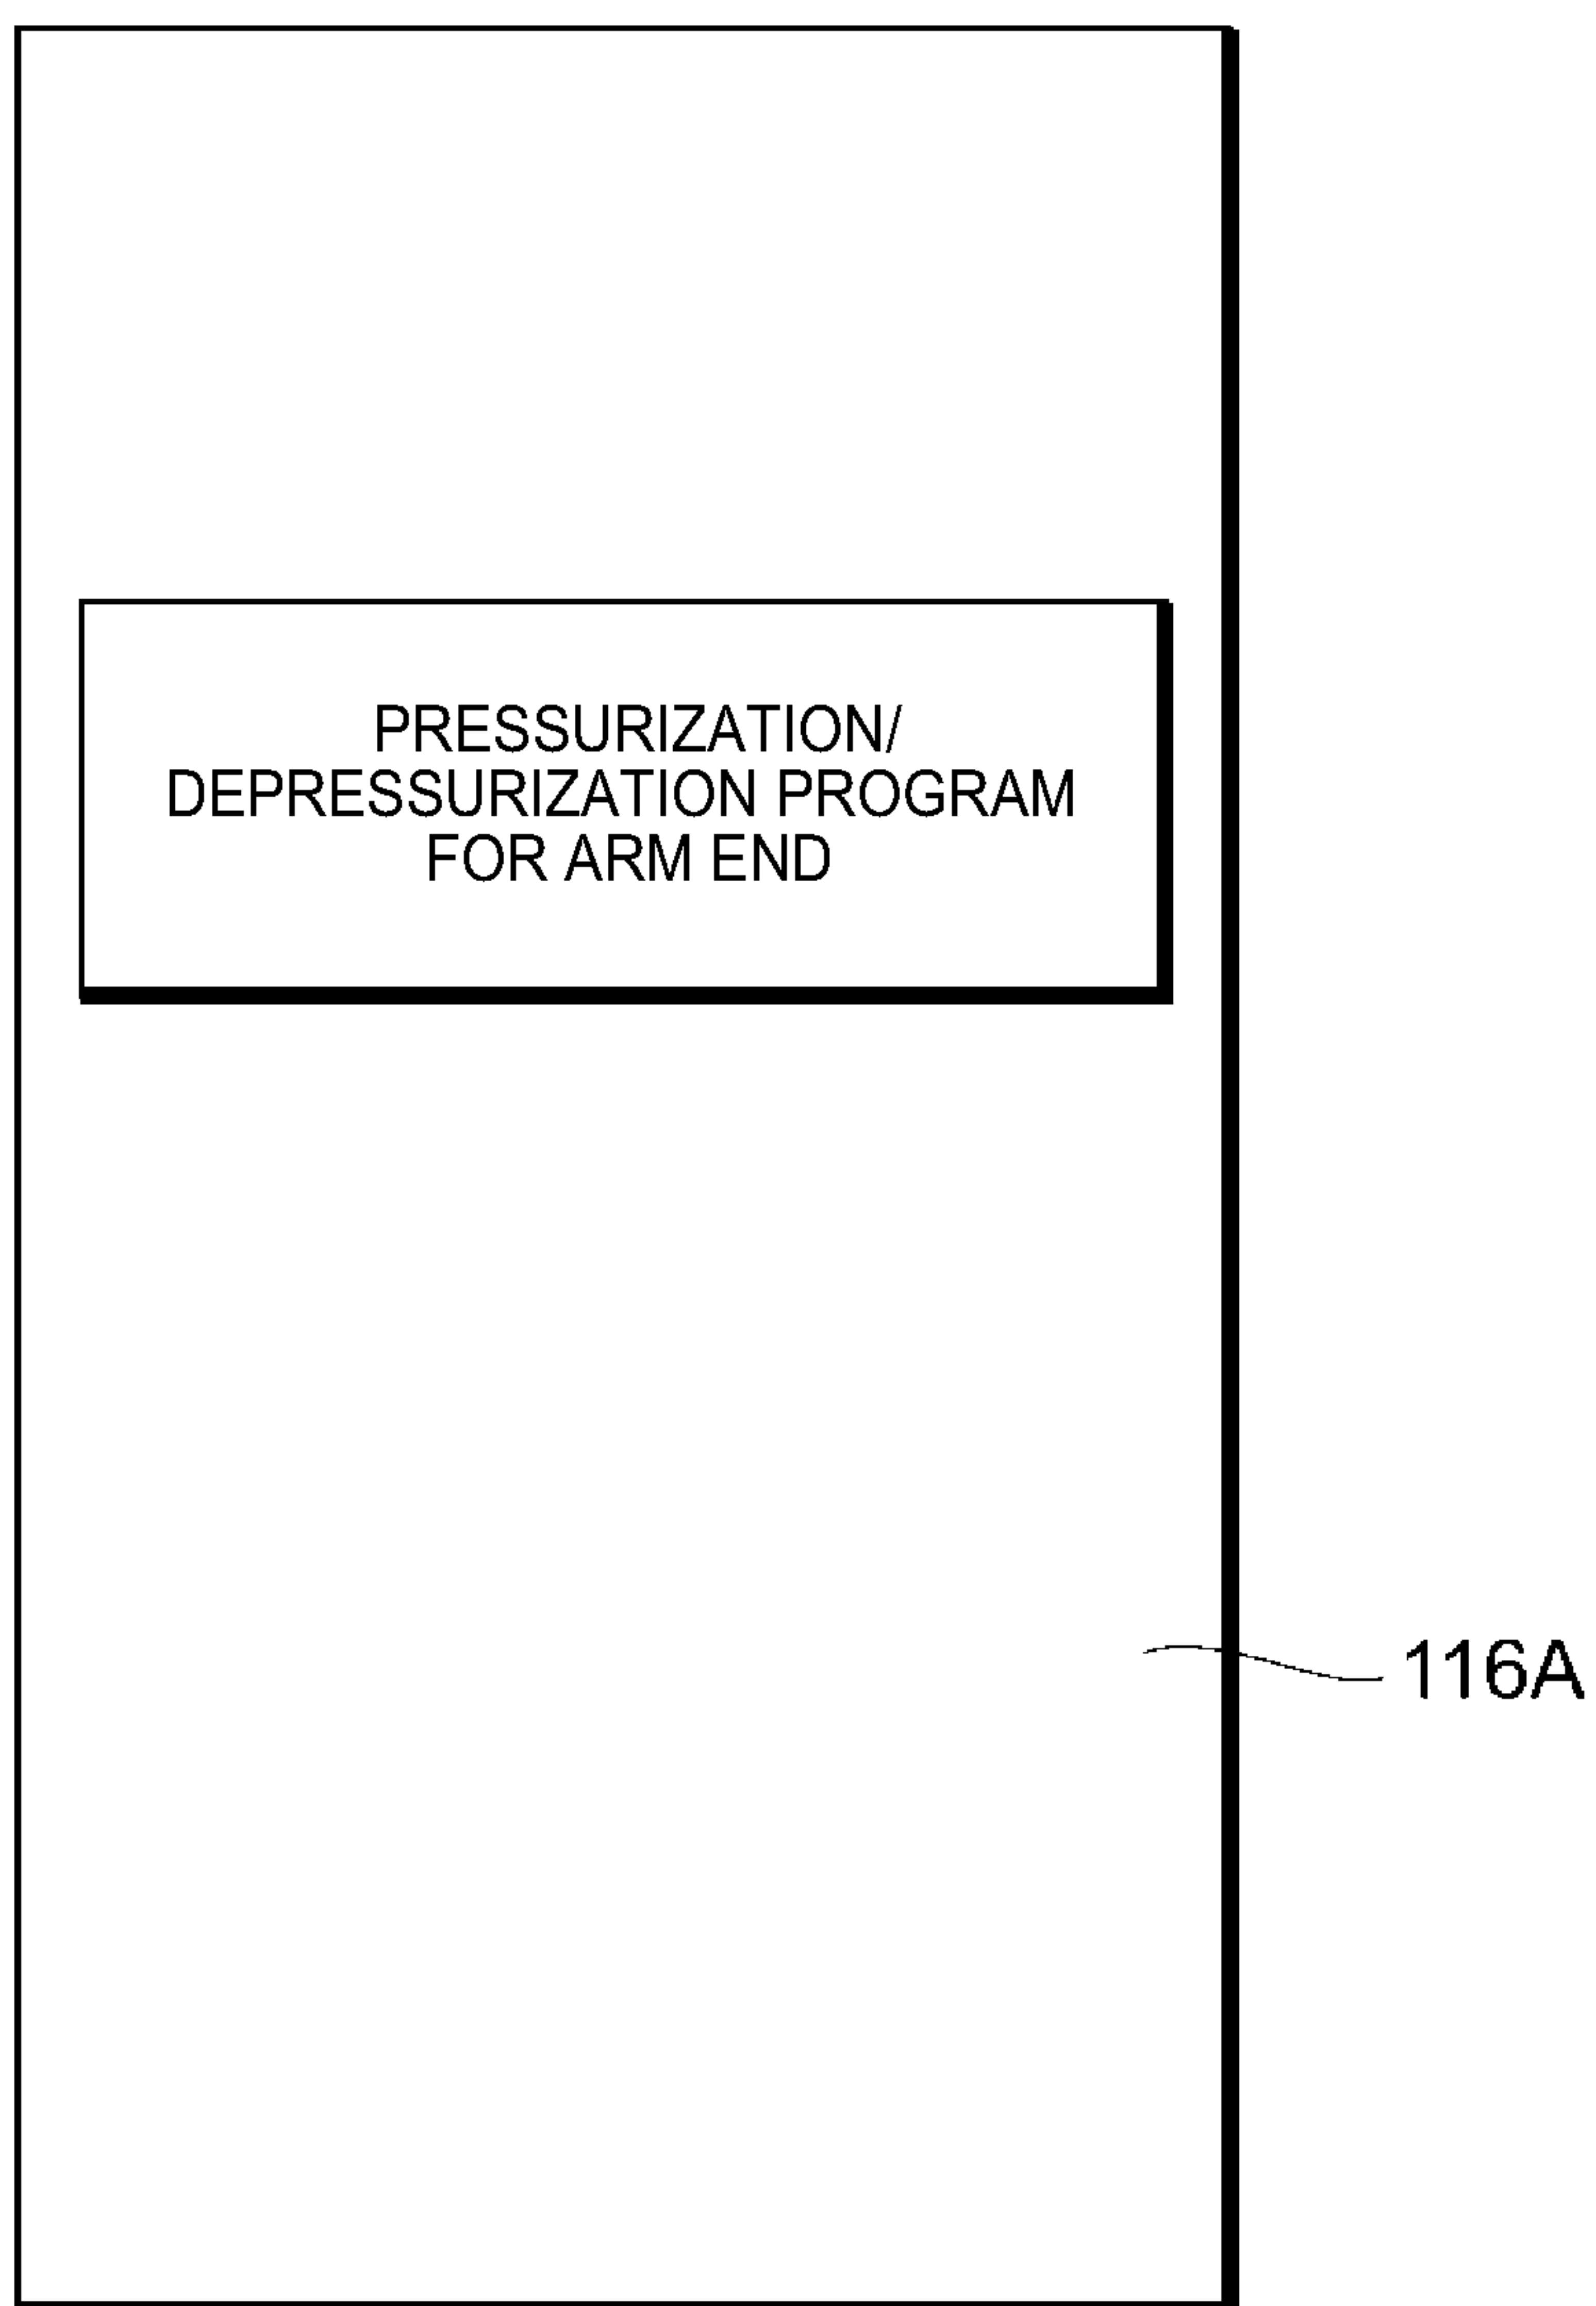 PRESSURIZATION/
DEPRESSURIZATION PROGRAM
FOR ARM END
116A